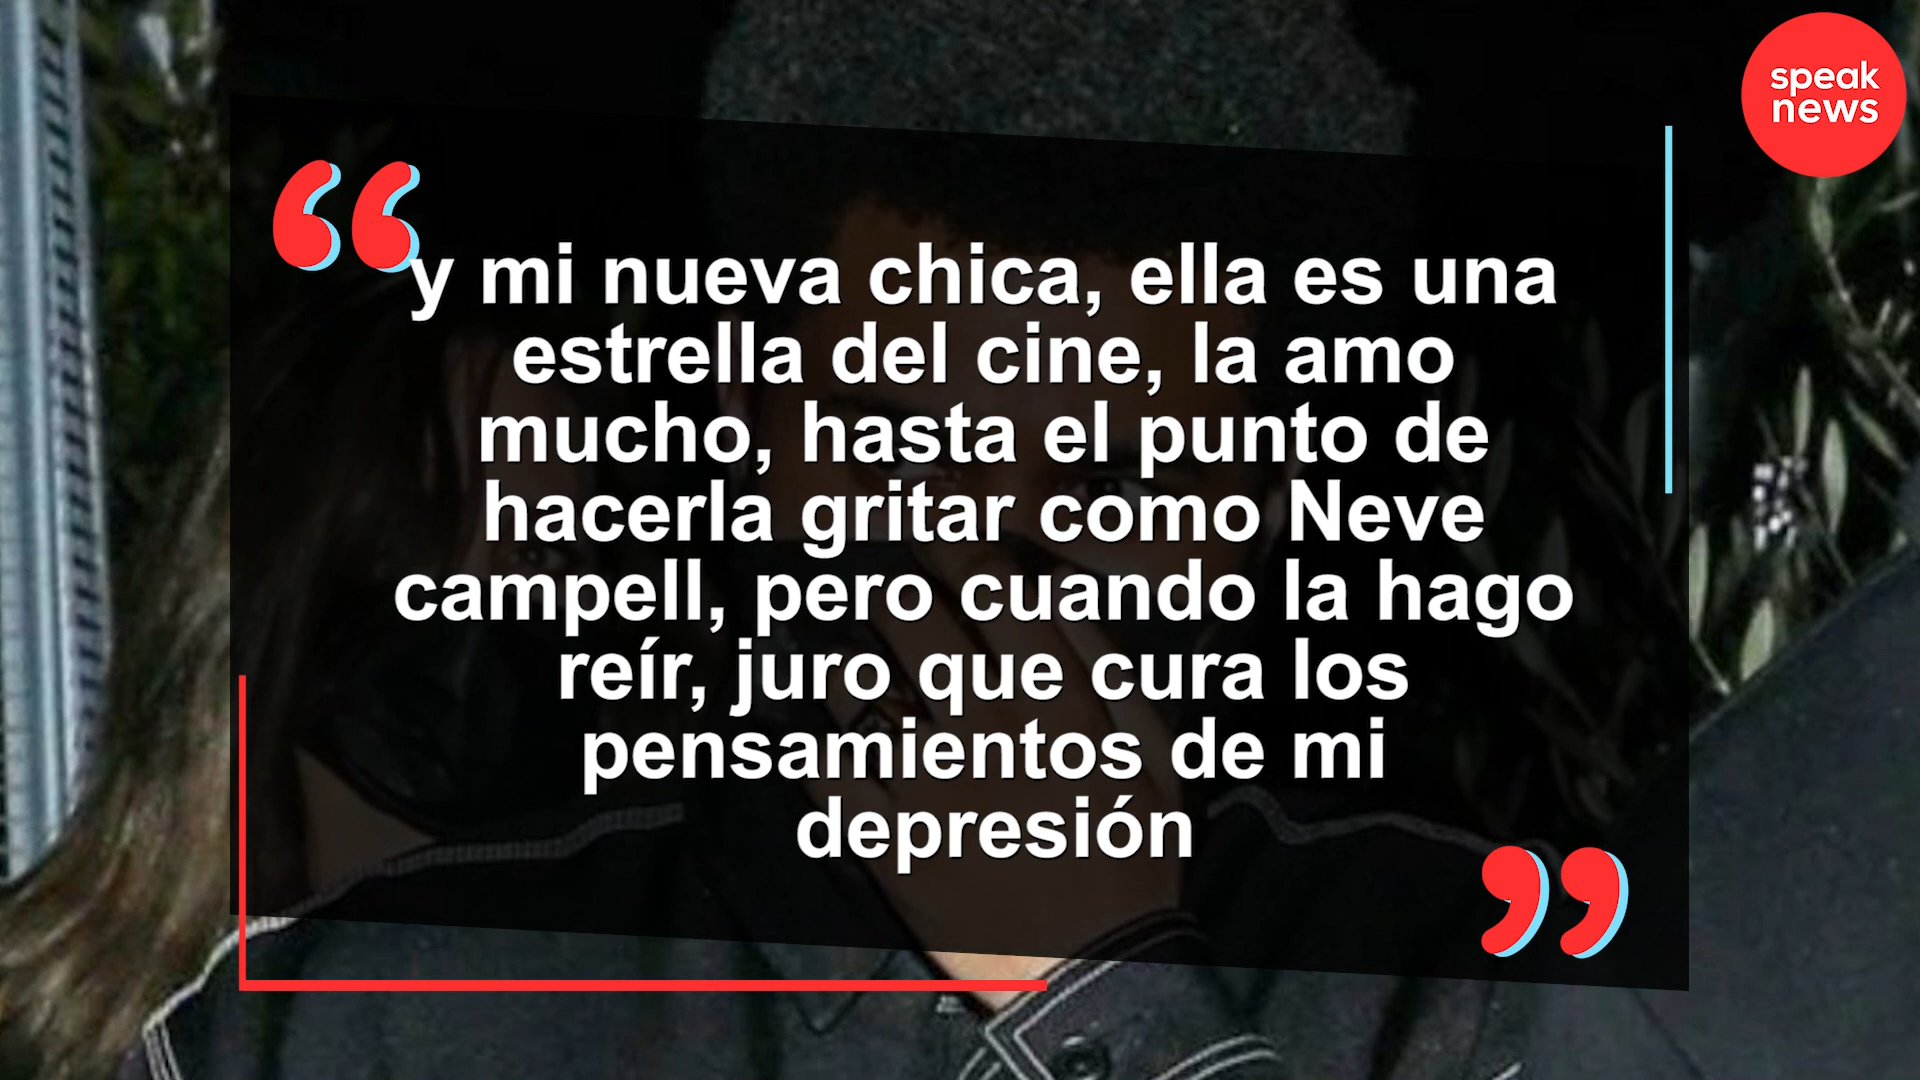 speak
news
y mi nueva chica, ella es una
estrella del cine, la amo
mucho, hasta el punto de
hacerla gritar como Neve
campell, pero cuando la hago
reír, juro que cura los
pensamientos de mi
depresión